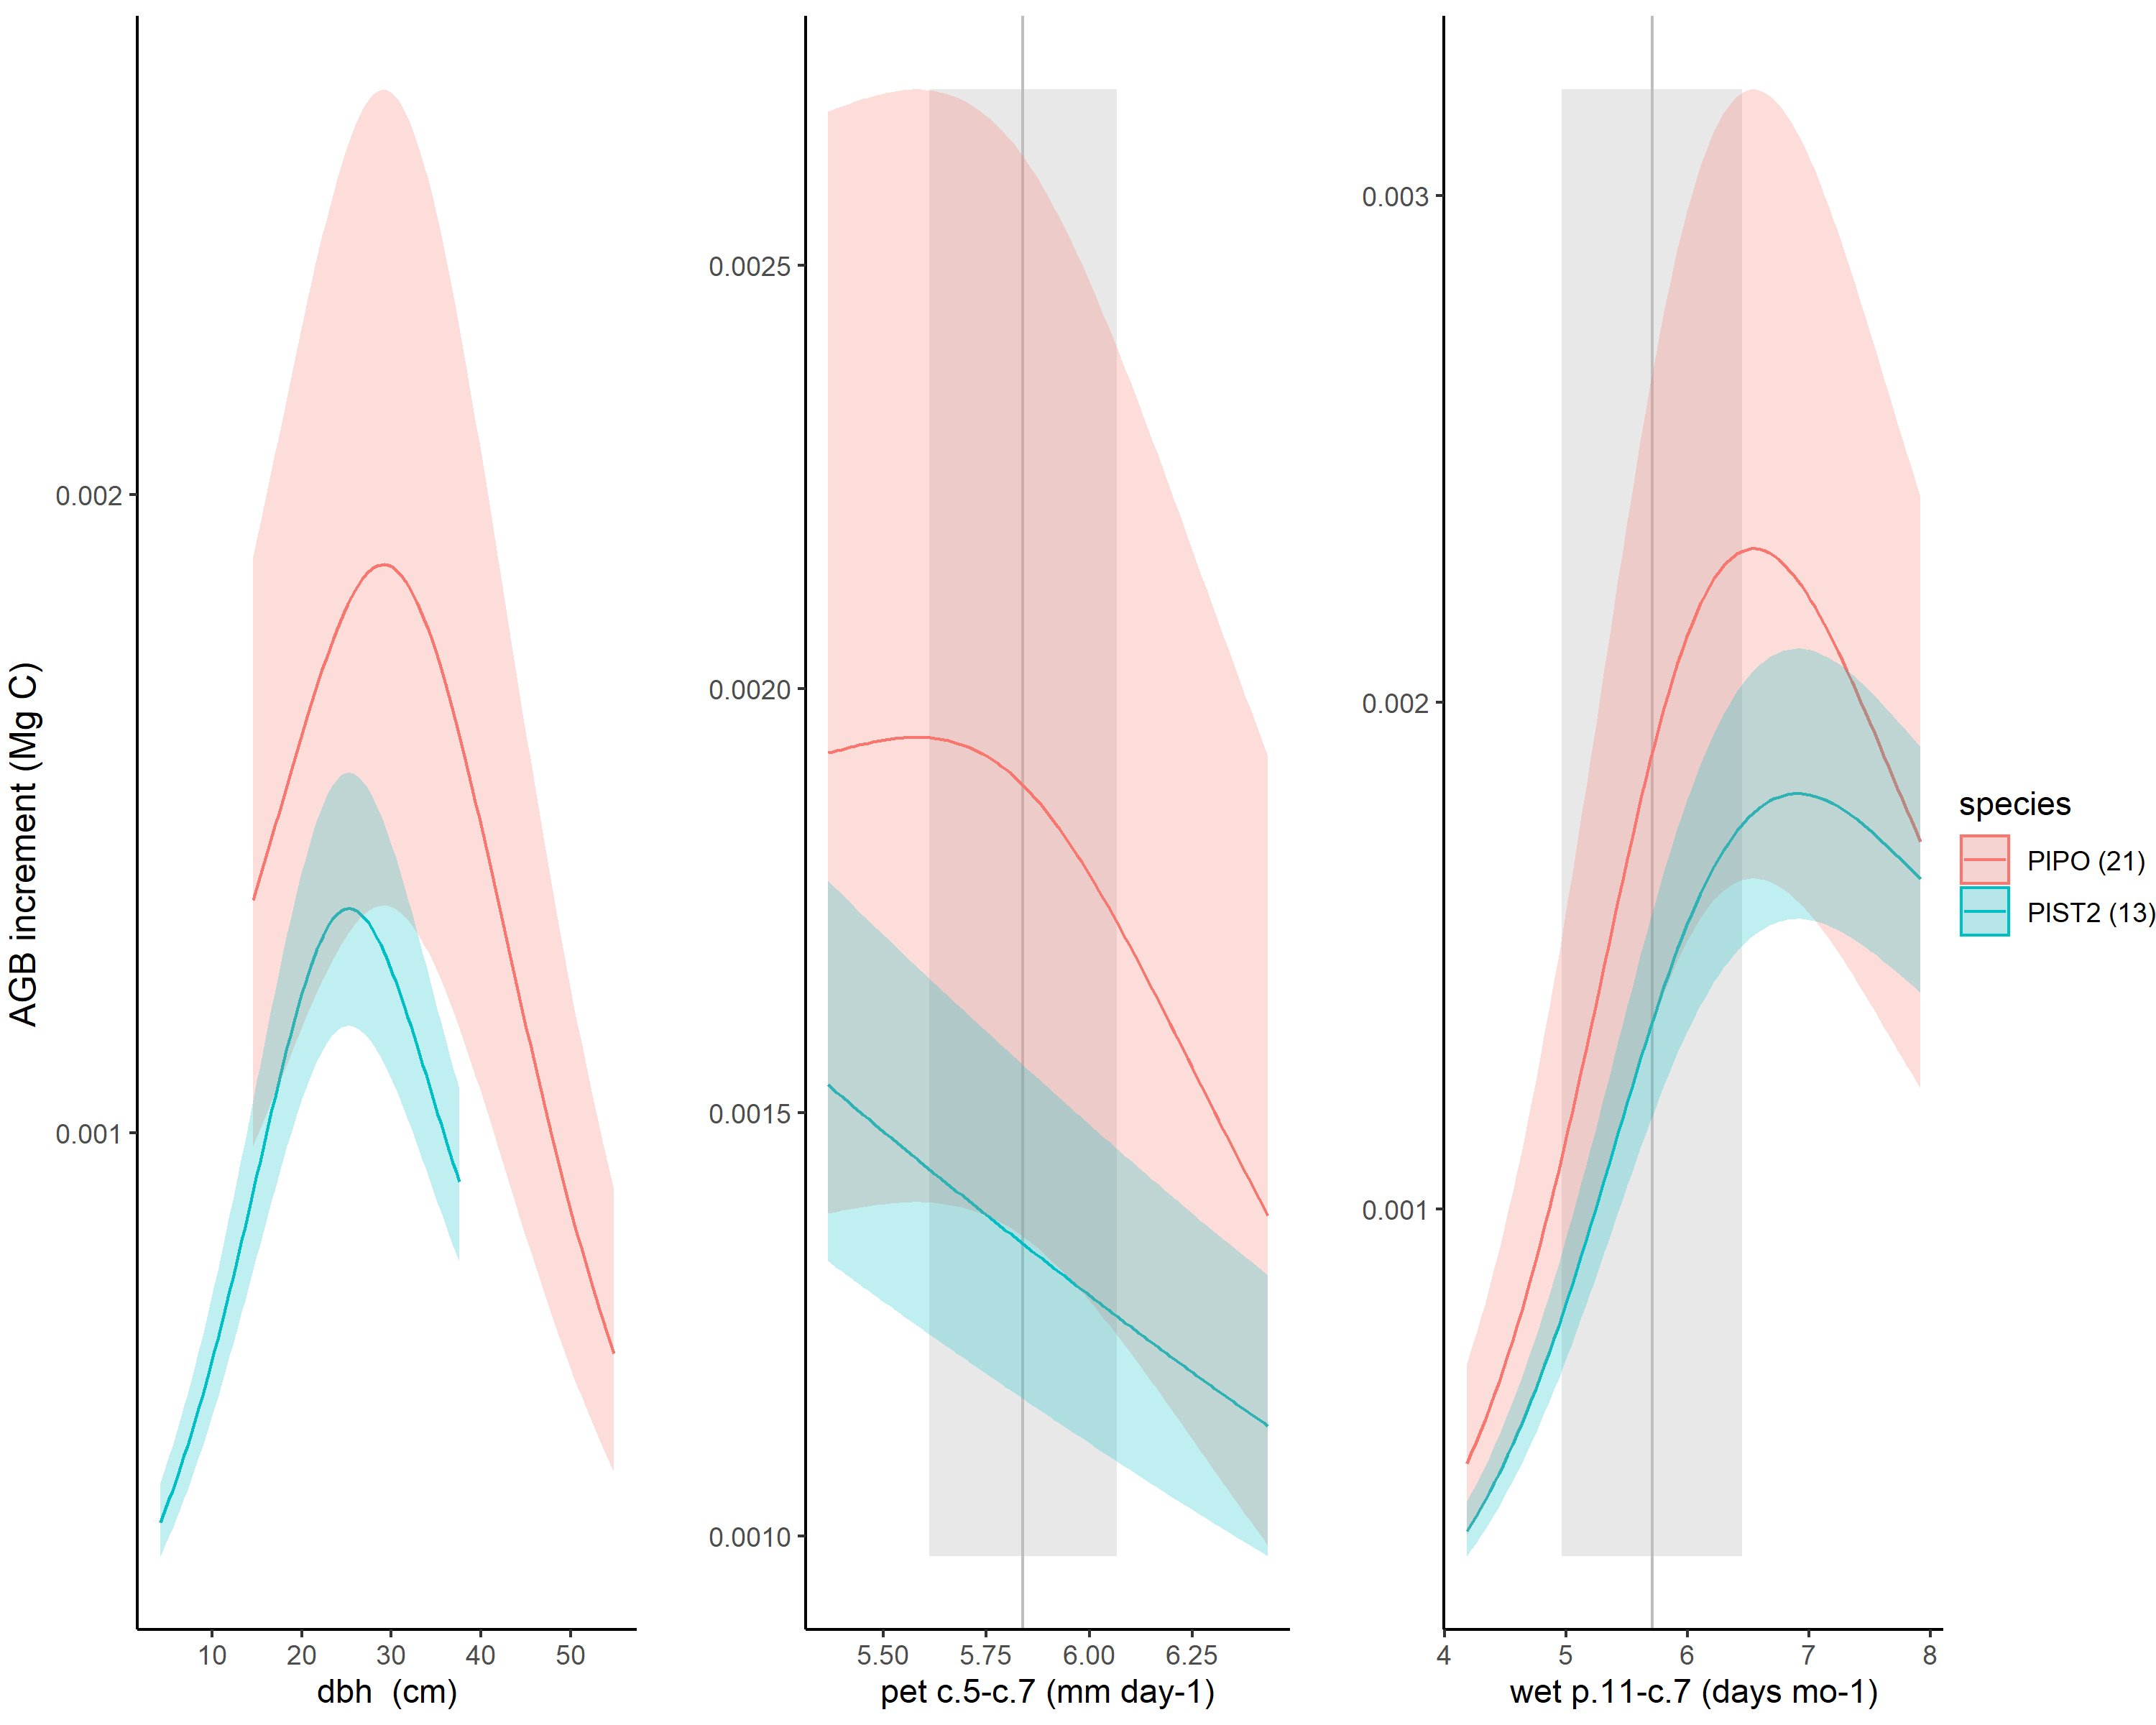 AGB increment (Mg C)
0.002
0.001
10 20 30 40 50
dbh  (cm)
0.0025
0.0020
0.0015
0.0010
5.50 5.75 6.00 6.25
pet c.5-c.7 (mm day-1)
0.003
0.002
0.001
4 5 6 7 8
wet p.11-c.7 (days mo-1)
species
PIPO (21)
PIST2 (13)